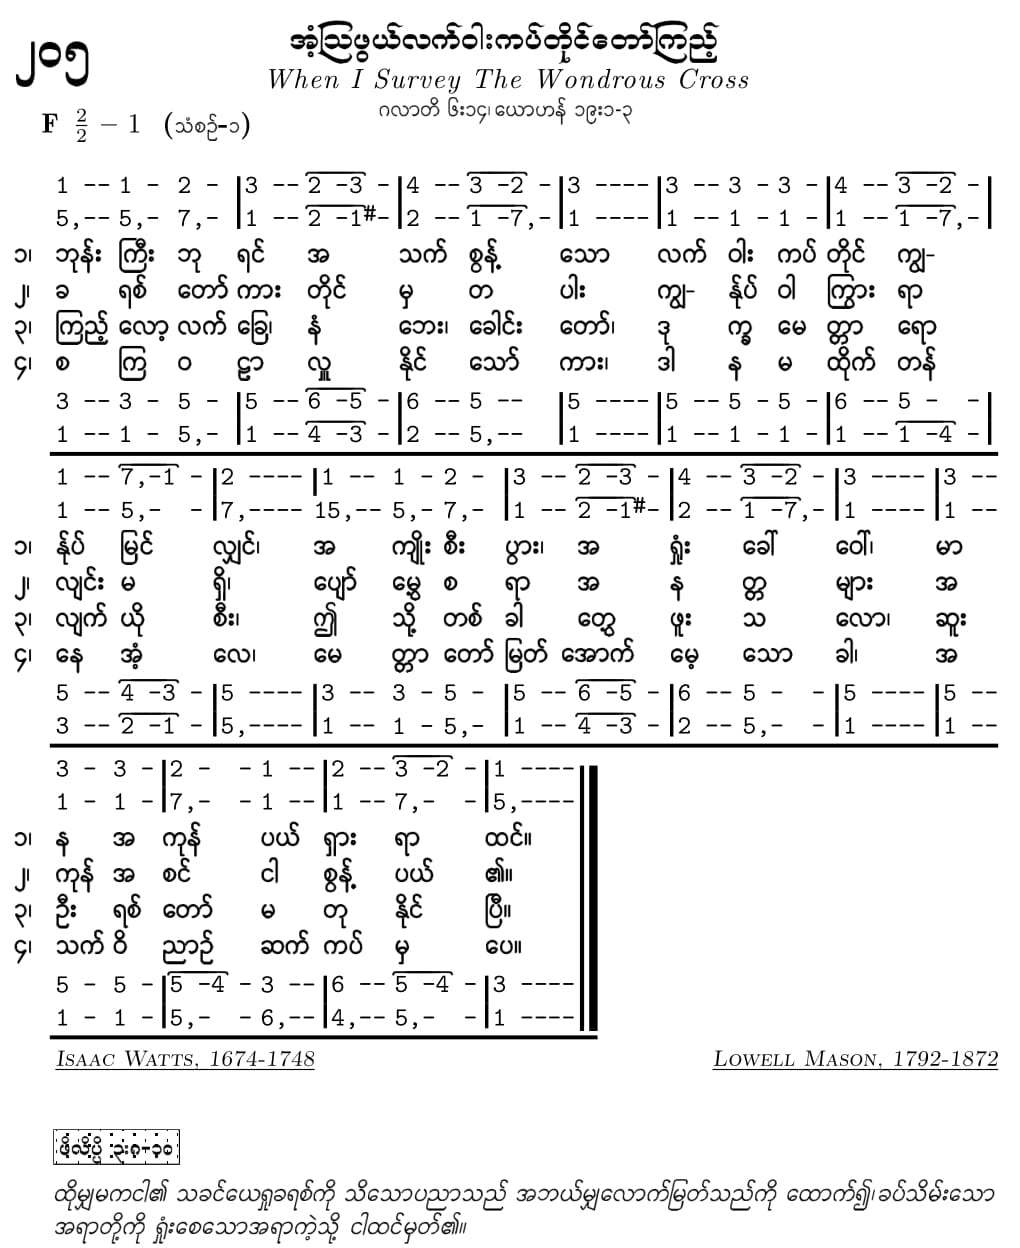 ၂၀၅
အံ့ဩဖွယ်လက်ဝါးကပ်တိုင်တော်ကြည့်
When I Survey The Wondrous Cross
ဂလာတိ ၆း၁၄၊ ယောဟန် ၁၉း၁-၃
F 2/2 – 1 (သံစဉ်-၁)
1 -- 1 - 2 - |3 -- 2 -3 - |4 -- 3 -2 - |3 ---- |3 -- 3 - 3 - |4 -- 3 -2 - |
5,-- 5,- 7,- |1 -- 2 -1#- |2 -- 1 -7,- |1 ---- |1 -- 1 - 1 - |1 -- 1 -7,- |
၁၊ ဘုန်း ကြီး ဘု ရင် အ သက် စွန့် သော လက် ဝါး ကပ် တိုင် ကျွ-
၂၊ ခ ရစ် တော် ကား တိုင် မှ တ ပါး ကျွ- န်ုပ် ဝါ ကြွား ရာ
၃၊ ကြည့် လော့ လက် ခြေ၊ နံ ဘေး၊ ခေါင်း တော်၊ ဒု က္ခ မေ တ္တာ ရော
၄၊ စ ကြ ဝ ဠာ လှူ နိုင် သော် ကား၊ ဒါ န မ ထိုက် တန်
3 -- 3 - 5 - |5 -- 6 -5 - |6 -- 5 -- |5 ---- |5 -- 5 - 5 - |6 -- 5 - - |
1 -- 1 - 5,- |1 -- 4 -3 - |2 -- 5,-- |1 ---- |1 -- 1 - 1 - |1 -- 1 -4 - |
1 -- 7,-1 - |2 ---- |1 -- 1 - 2 - |3 -- 2 -3 - |4 -- 3 -2 - |3 ---- |3 --
1 -- 5,- - |7,---- 15,-- 5,- 7,- |1 -- 2 -1#- |2 -- 1 -7,- |1 ---- |1 --
၁၊ န်ုပ် မြင် လျှင်၊ အ ကျိုး စီး ပွား၊ အ ရှုံး ခေါ် ဝေါ်၊ မာ
၂၊ လျင်း မ ရှိ၊ ပျော် မွေ့ စ ရာ အ န တ္တ များ အ
၃၊ လျက် ယို စီး၊ ဤ သို့ တစ် ခါ တွေ့ ဖူး သ လော၊ ဆူး
၄၊ နေ အံ့ လေ၊ မေ တ္တာ တော် မြတ် အောက် မေ့ သော ခါ၊ အ
5 -- 4 -3 - |5 ---- |3 -- 3 - 5 - |5 -- 6 -5 - |6 -- 5 - - |5 ---- |5 --
3 -- 2 -1 - |5,---- |1 -- 1 - 5,- |1 -- 4 -3 - |2 -- 5,- - |1 ---- |1 --
3 - 3 - |2 - - 1 -- |2 -- 3 -2 - |1 ----
1 - 1 - |7,- - 1 -- |1 -- 7,- - |5,----
၁၊ န အ ကုန် ပယ် ရှား ရာ ထင်။
၂၊ ကုန် အ စင် ငါ စွန့် ပယ် ၏။
၃၊ ဦး ရစ် တော် မ တု နိုင် ပြီ။
၄၊ သက် ဝိ ညာဉ် ဆက် ကပ် မှ ပေ။
5 - 5 - |5 -4 - 3 -- |6 -- 5 -4 - |3 ----
1 - 1 - |5,- - 6,-- |4,-- 5,- - |1 ----
ISAAC WATTS, 1674-1748
LOWELL MASON, 1792-1872
ဖိလိပ္ပိ ၃း၈-၁၀
ထိုမျှမကငါ၏ သခင်ယေရှုခရစ်ကို သိသောပညာသည် အဘယ်မျှလောက်မြတ်သည်ကို ထောက်၍၊ ခပ်သိမ်းသော
အရာတို့ကို ရှုံးစေသောအရာကဲ့သို့ ငါထင်မှတ်၏။